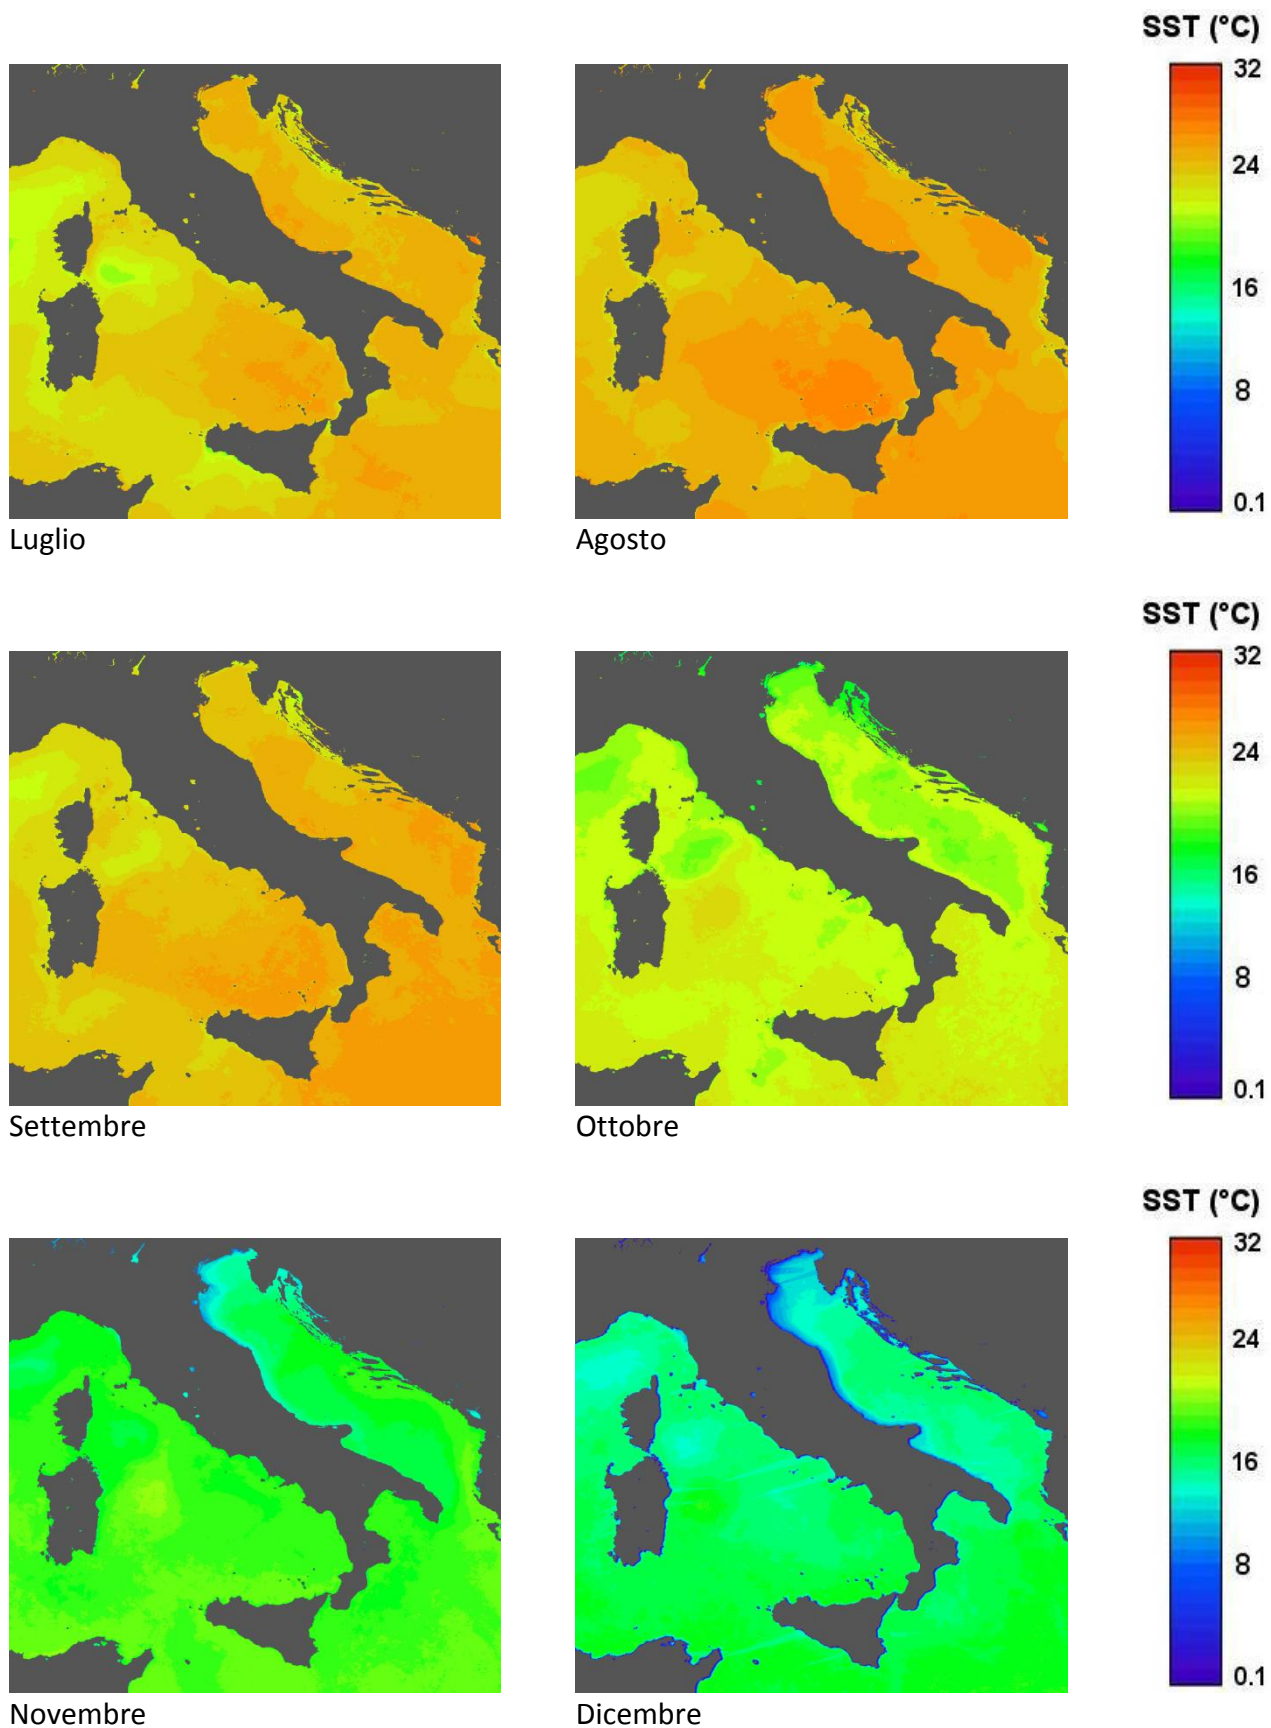 SST (°C)
32
24
16
8
0.1
Luglio
Agosto
SST (°C)
32
24
16
8
0.1
Settembre
Ottobre
SST (°C)
32
24
16
8
0.1
Novembre
Dicembre